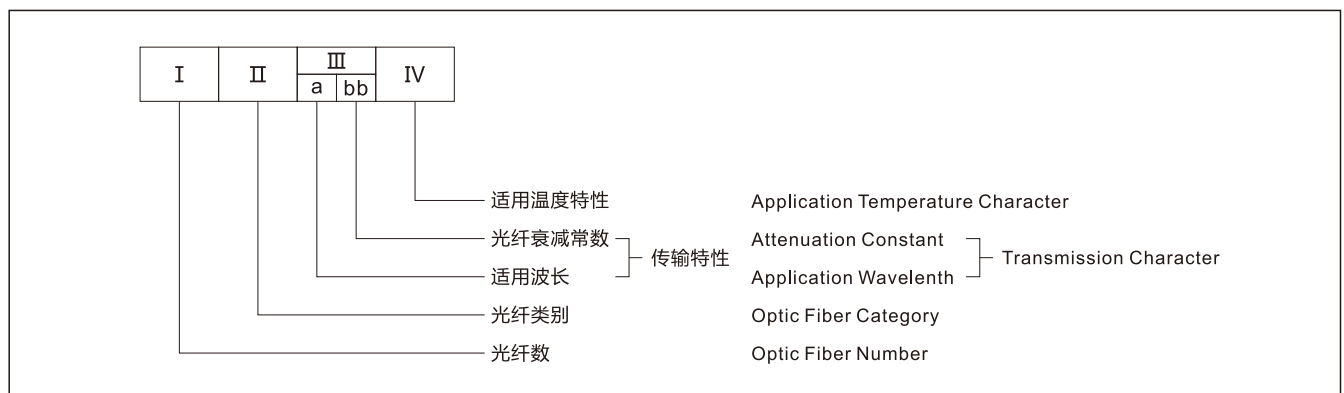 Ⅰ Ⅱ Ⅲ Ⅳ
a bb
适用温度特性 Application Temperature Character
光纤衰减常数 Attenuation Constant
传输特性 Transmission Character
适用波长 Application Wavelenth
光纤类别 Optic Fiber Category
光纤数 Optic Fiber Number